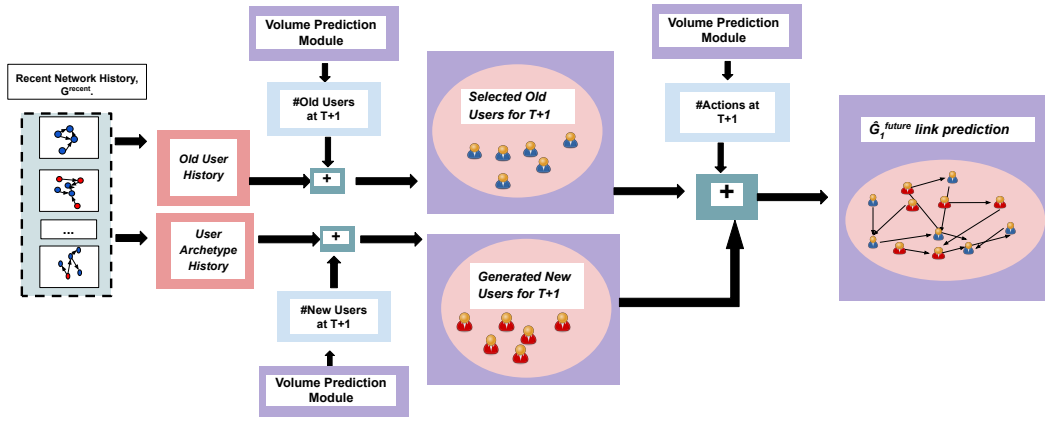 Recent Network History,
G^recent.
...
Old User
History
User
Archetype
History
Volume Prediction
Module
#Old Users
at T+1
+
+
#New Users
at T+1
Volume Prediction
Module
Selected Old
Users for T+1
Generated New
Users for T+1
Volume Prediction
Module
#Actions at
T+1
+
Ĝ₁^future link prediction